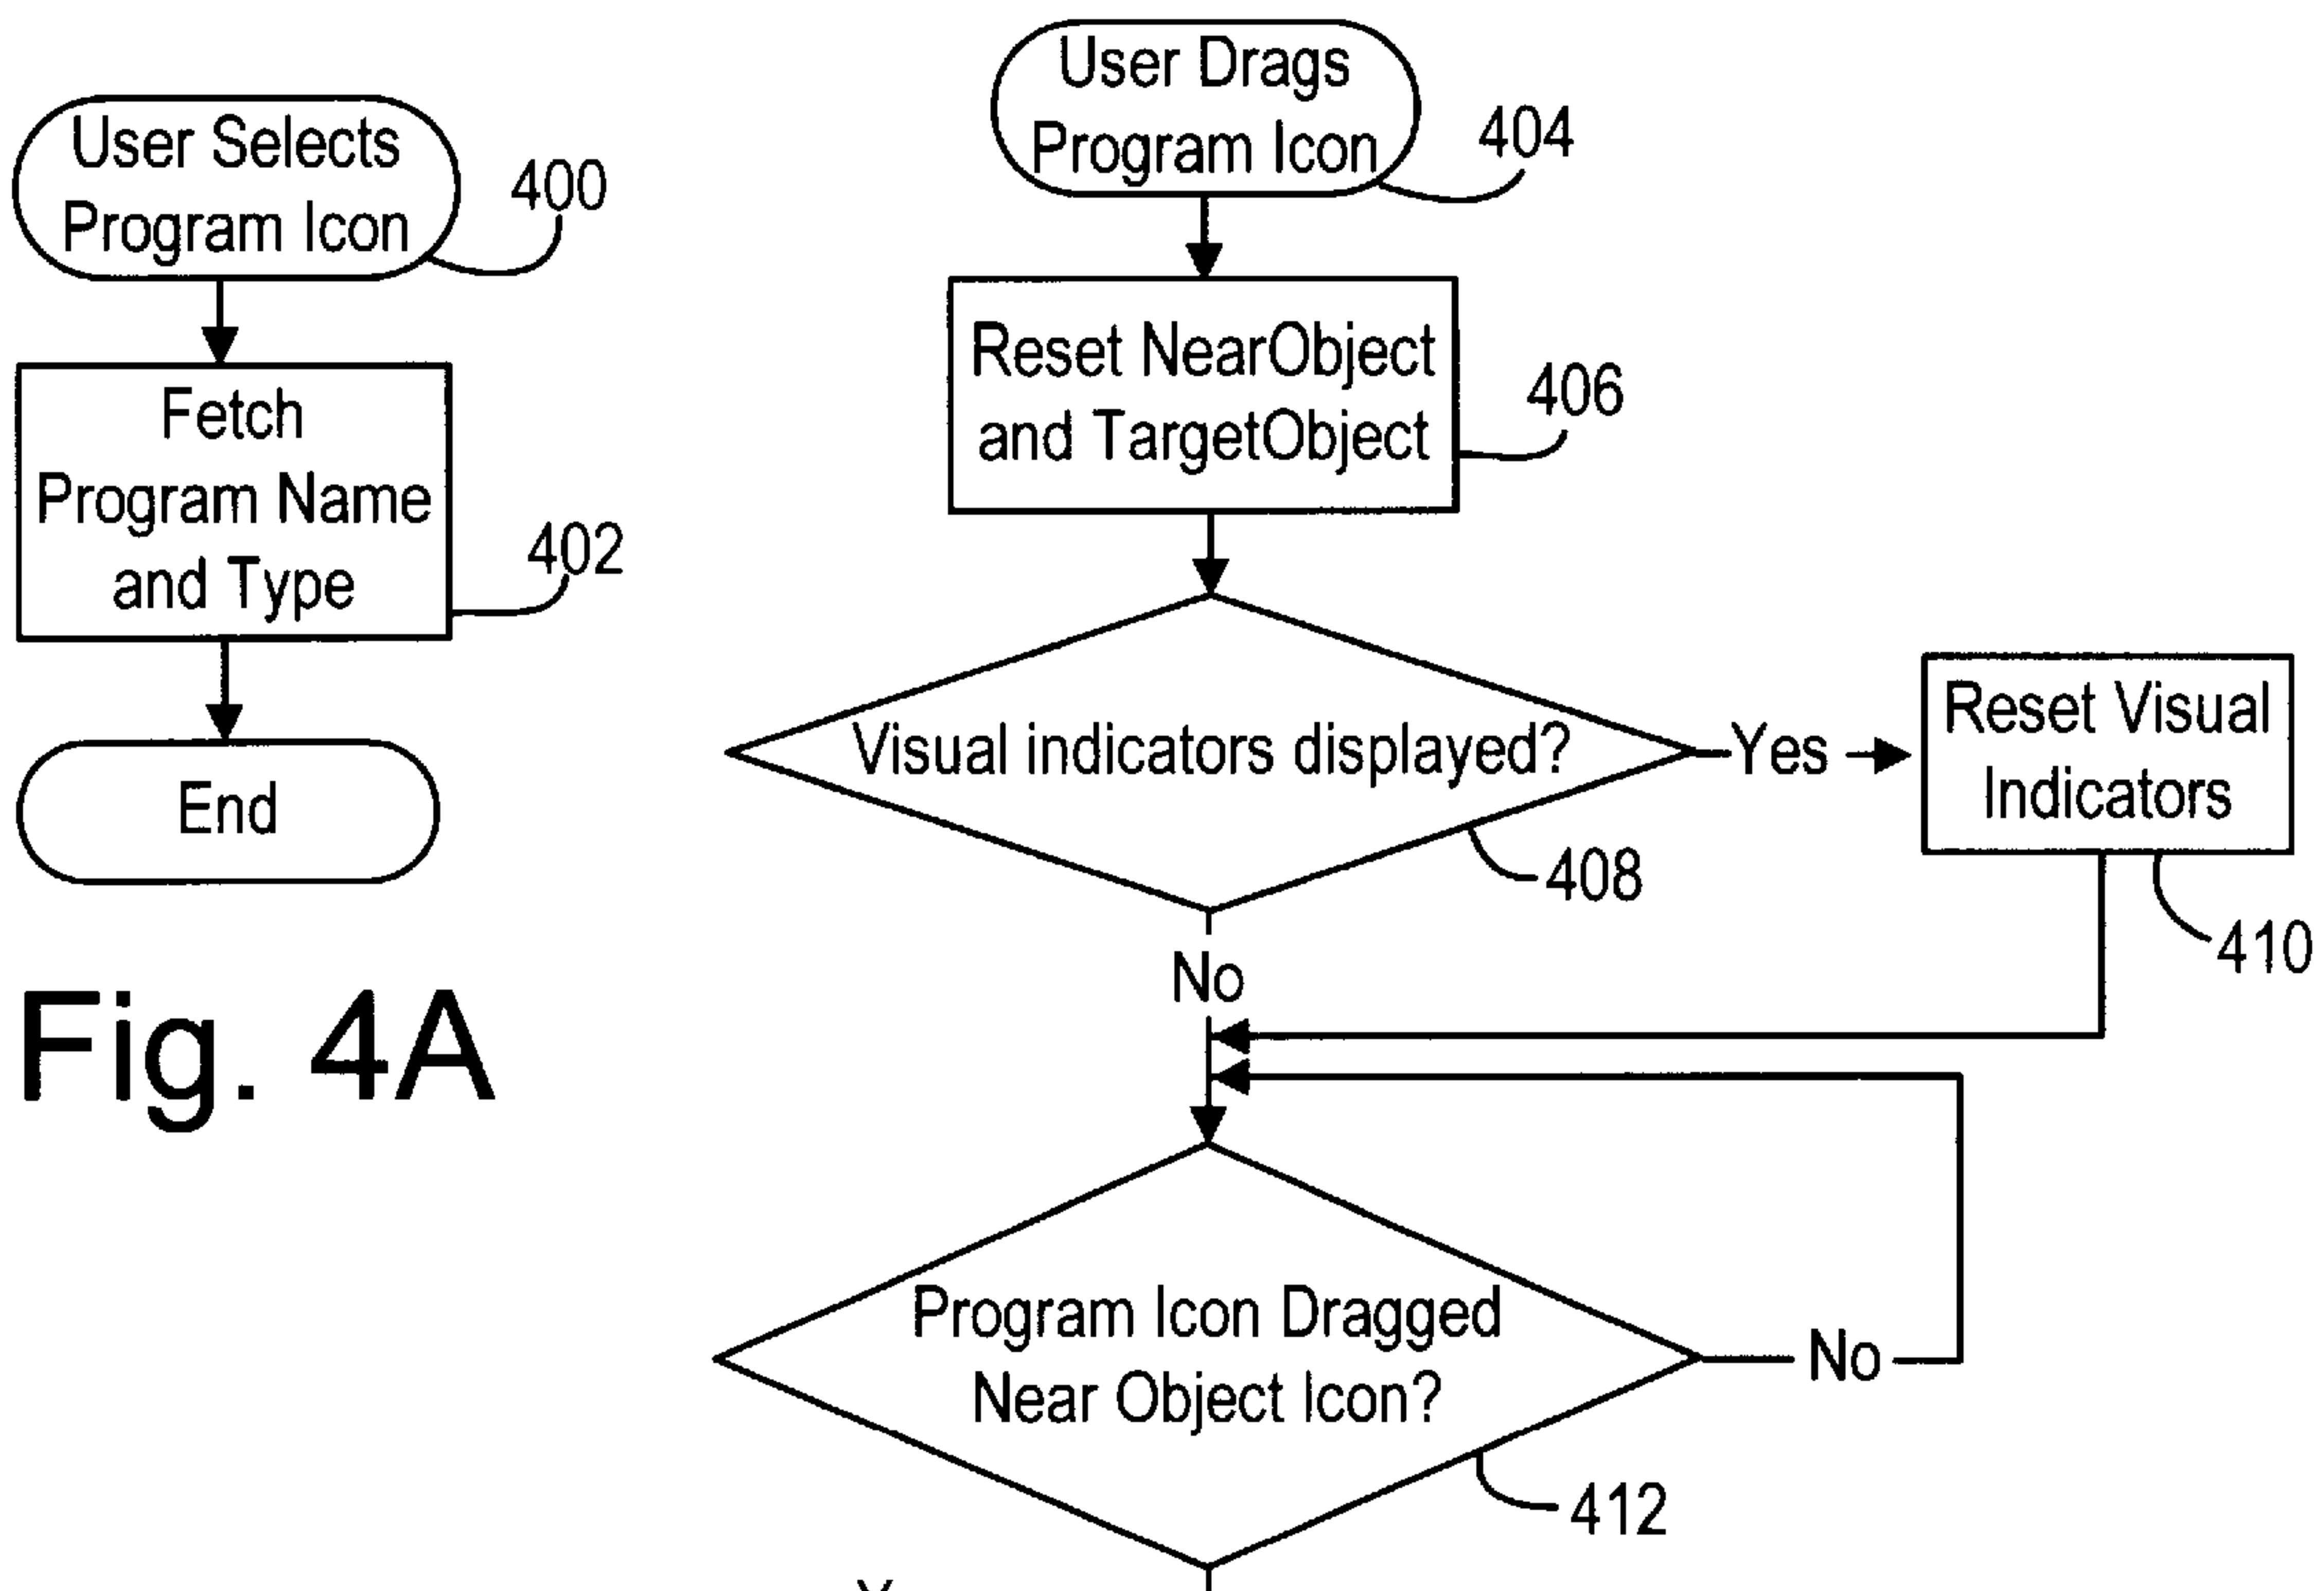 User Selects
Program Icon
400
Fetch
Program Name
and Type
402
End
Fig. 4A
User Drags
Program Icon
404
Reset NearObject
and TargetObject
406
Visual indicators displayed?
408
Yes
Reset Visual
Indicators
410
No
Program Icon Dragged
Near Object Icon?
412
No